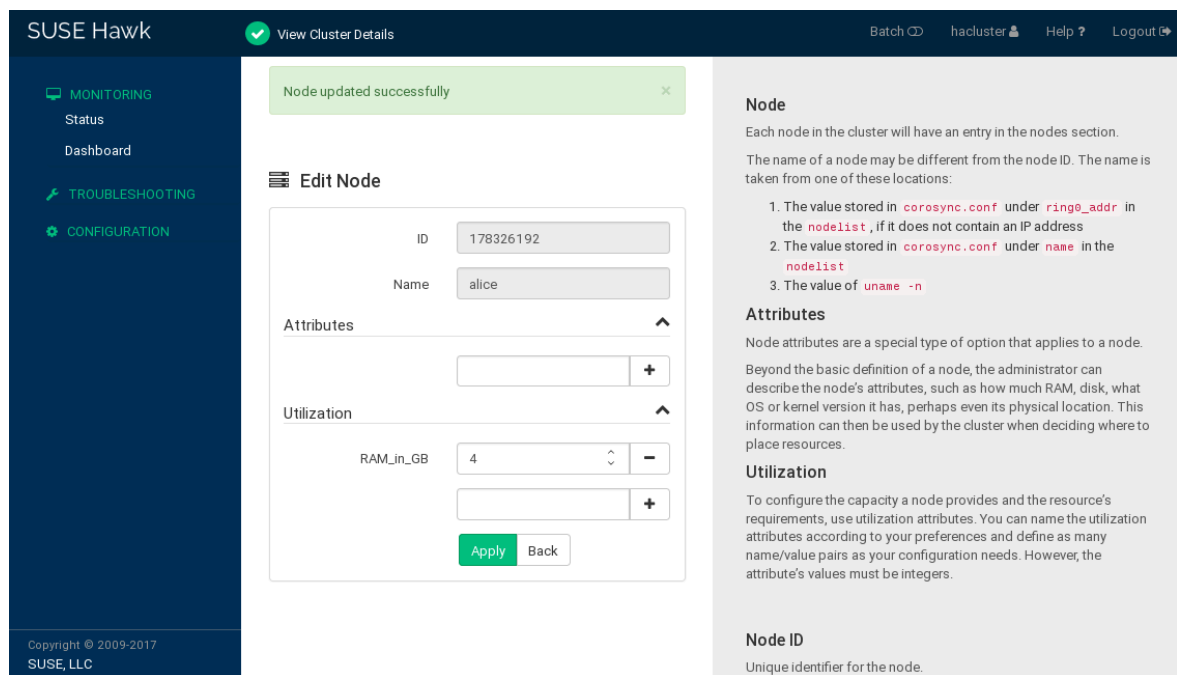 SUSE Hawk
View Cluster Details
Batch
hacluster
Help ?
Logout
MONITORING
Status
Dashboard
TROUBLESHOOTING
CONFIGURATION
Copyright © 2009-2017
SUSE, LLC
Node updated successfully ×
Edit Node
ID 178326192
Name alice
Attributes
Utilization
RAM_in_GB 4
Apply Back
Node
Each node in the cluster will have an entry in the nodes section.
The name of a node may be different from the node ID. The name is
taken from one of these locations:
1. The value stored in corosync.conf under ring0_addr in
the nodelist , if it does not contain an IP address
2. The value stored in corosync.conf under name in the
nodelist
3. The value of uname -n
Attributes
Node attributes are a special type of option that applies to a node.
Beyond the basic definition of a node, the administrator can
describe the node's attributes, such as how much RAM, disk, what
OS or kernel version it has, perhaps even its physical location. This
information can then be used by the cluster when deciding where to
place resources.
Utilization
To configure the capacity a node provides and the resource's
requirements, use utilization attributes. You can name the utilization
attributes according to your preferences and define as many
name/value pairs as your configuration needs. However, the
attribute's values must be integers.
Node ID
Unique identifier for the node.